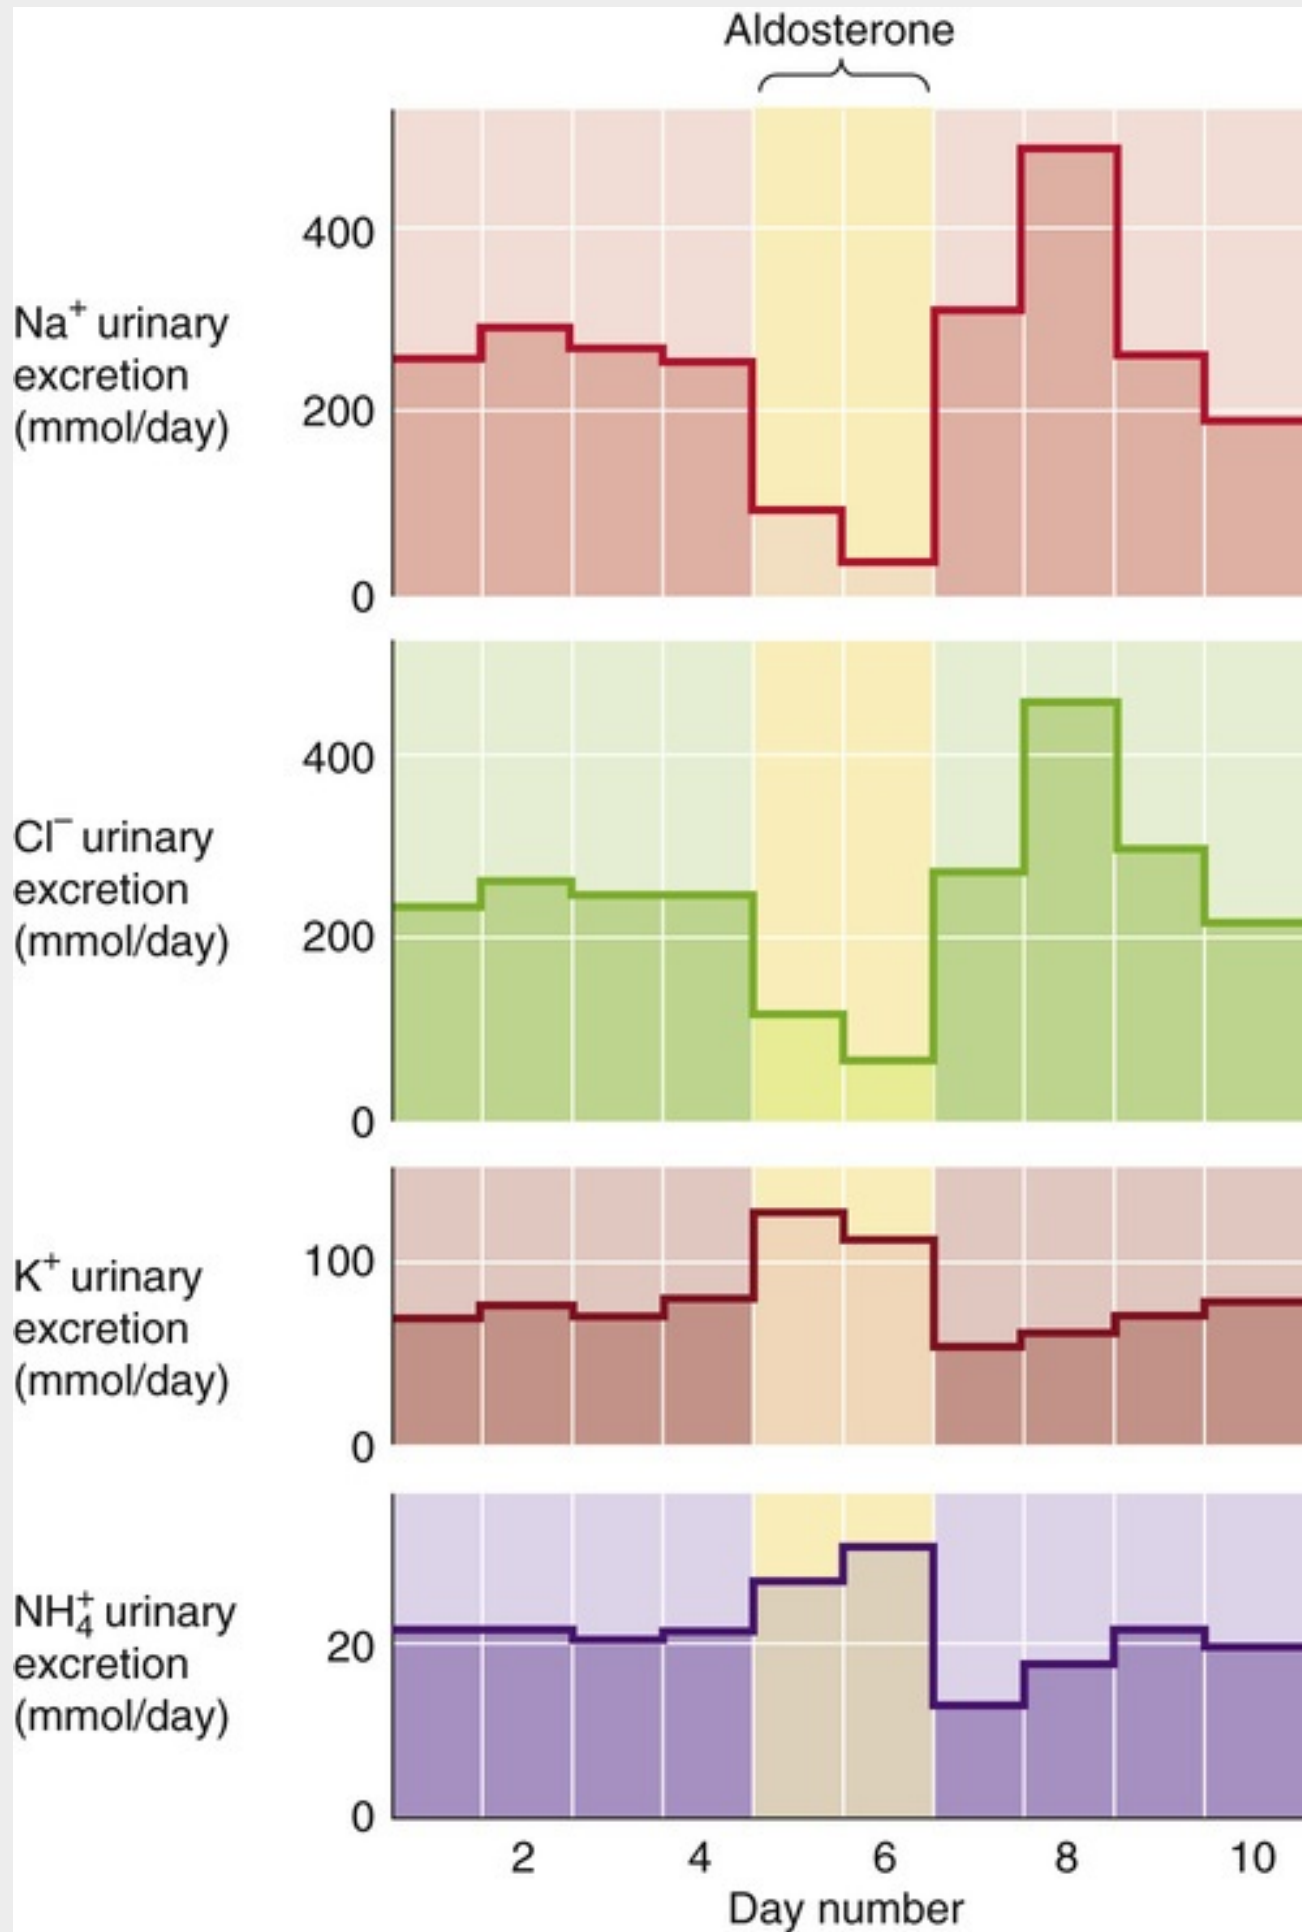 Aldosterone
400
Na⁺ urinary
excretion
(mmol/day)
200
0
400
Cl⁻ urinary
excretion
(mmol/day)
200
0
100
K⁺ urinary
excretion
(mmol/day)
0
NH₄⁺ urinary
excretion
(mmol/day)
20
0
2 4 6 8 10
Day number